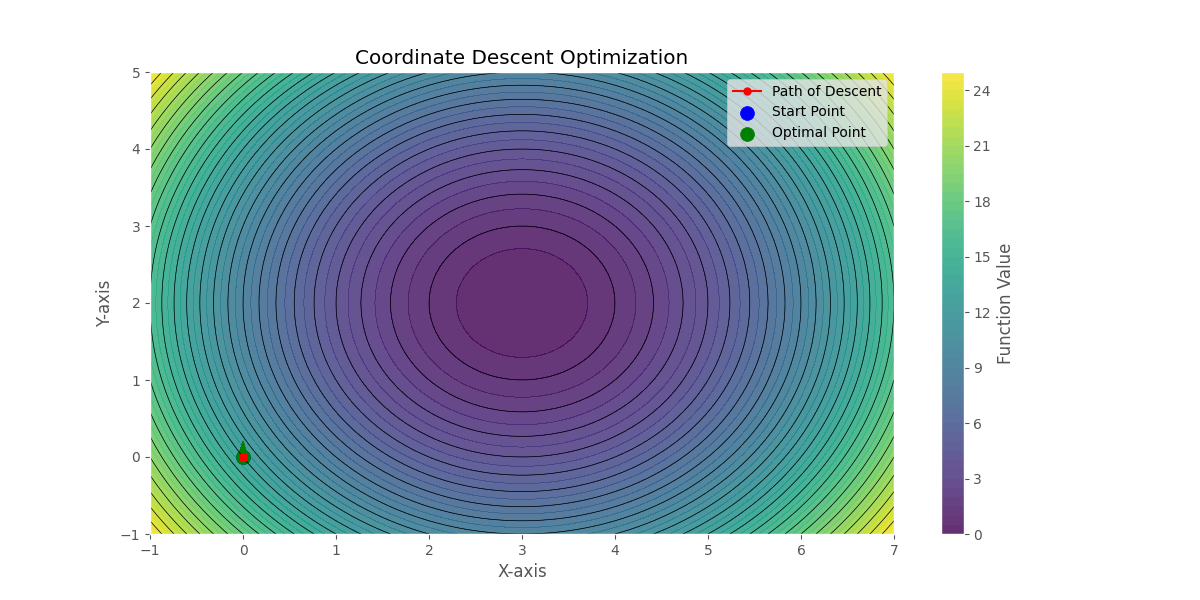 Coordinate Descent Optimization
Path of Descent
Start Point
Optimal Point
5
4
3
2
1
0
−1
−1 0 1 2 3 4 5 6 7
X-axis
Y-axis
24
21
18
15
12
9
6
3
0
Function Value